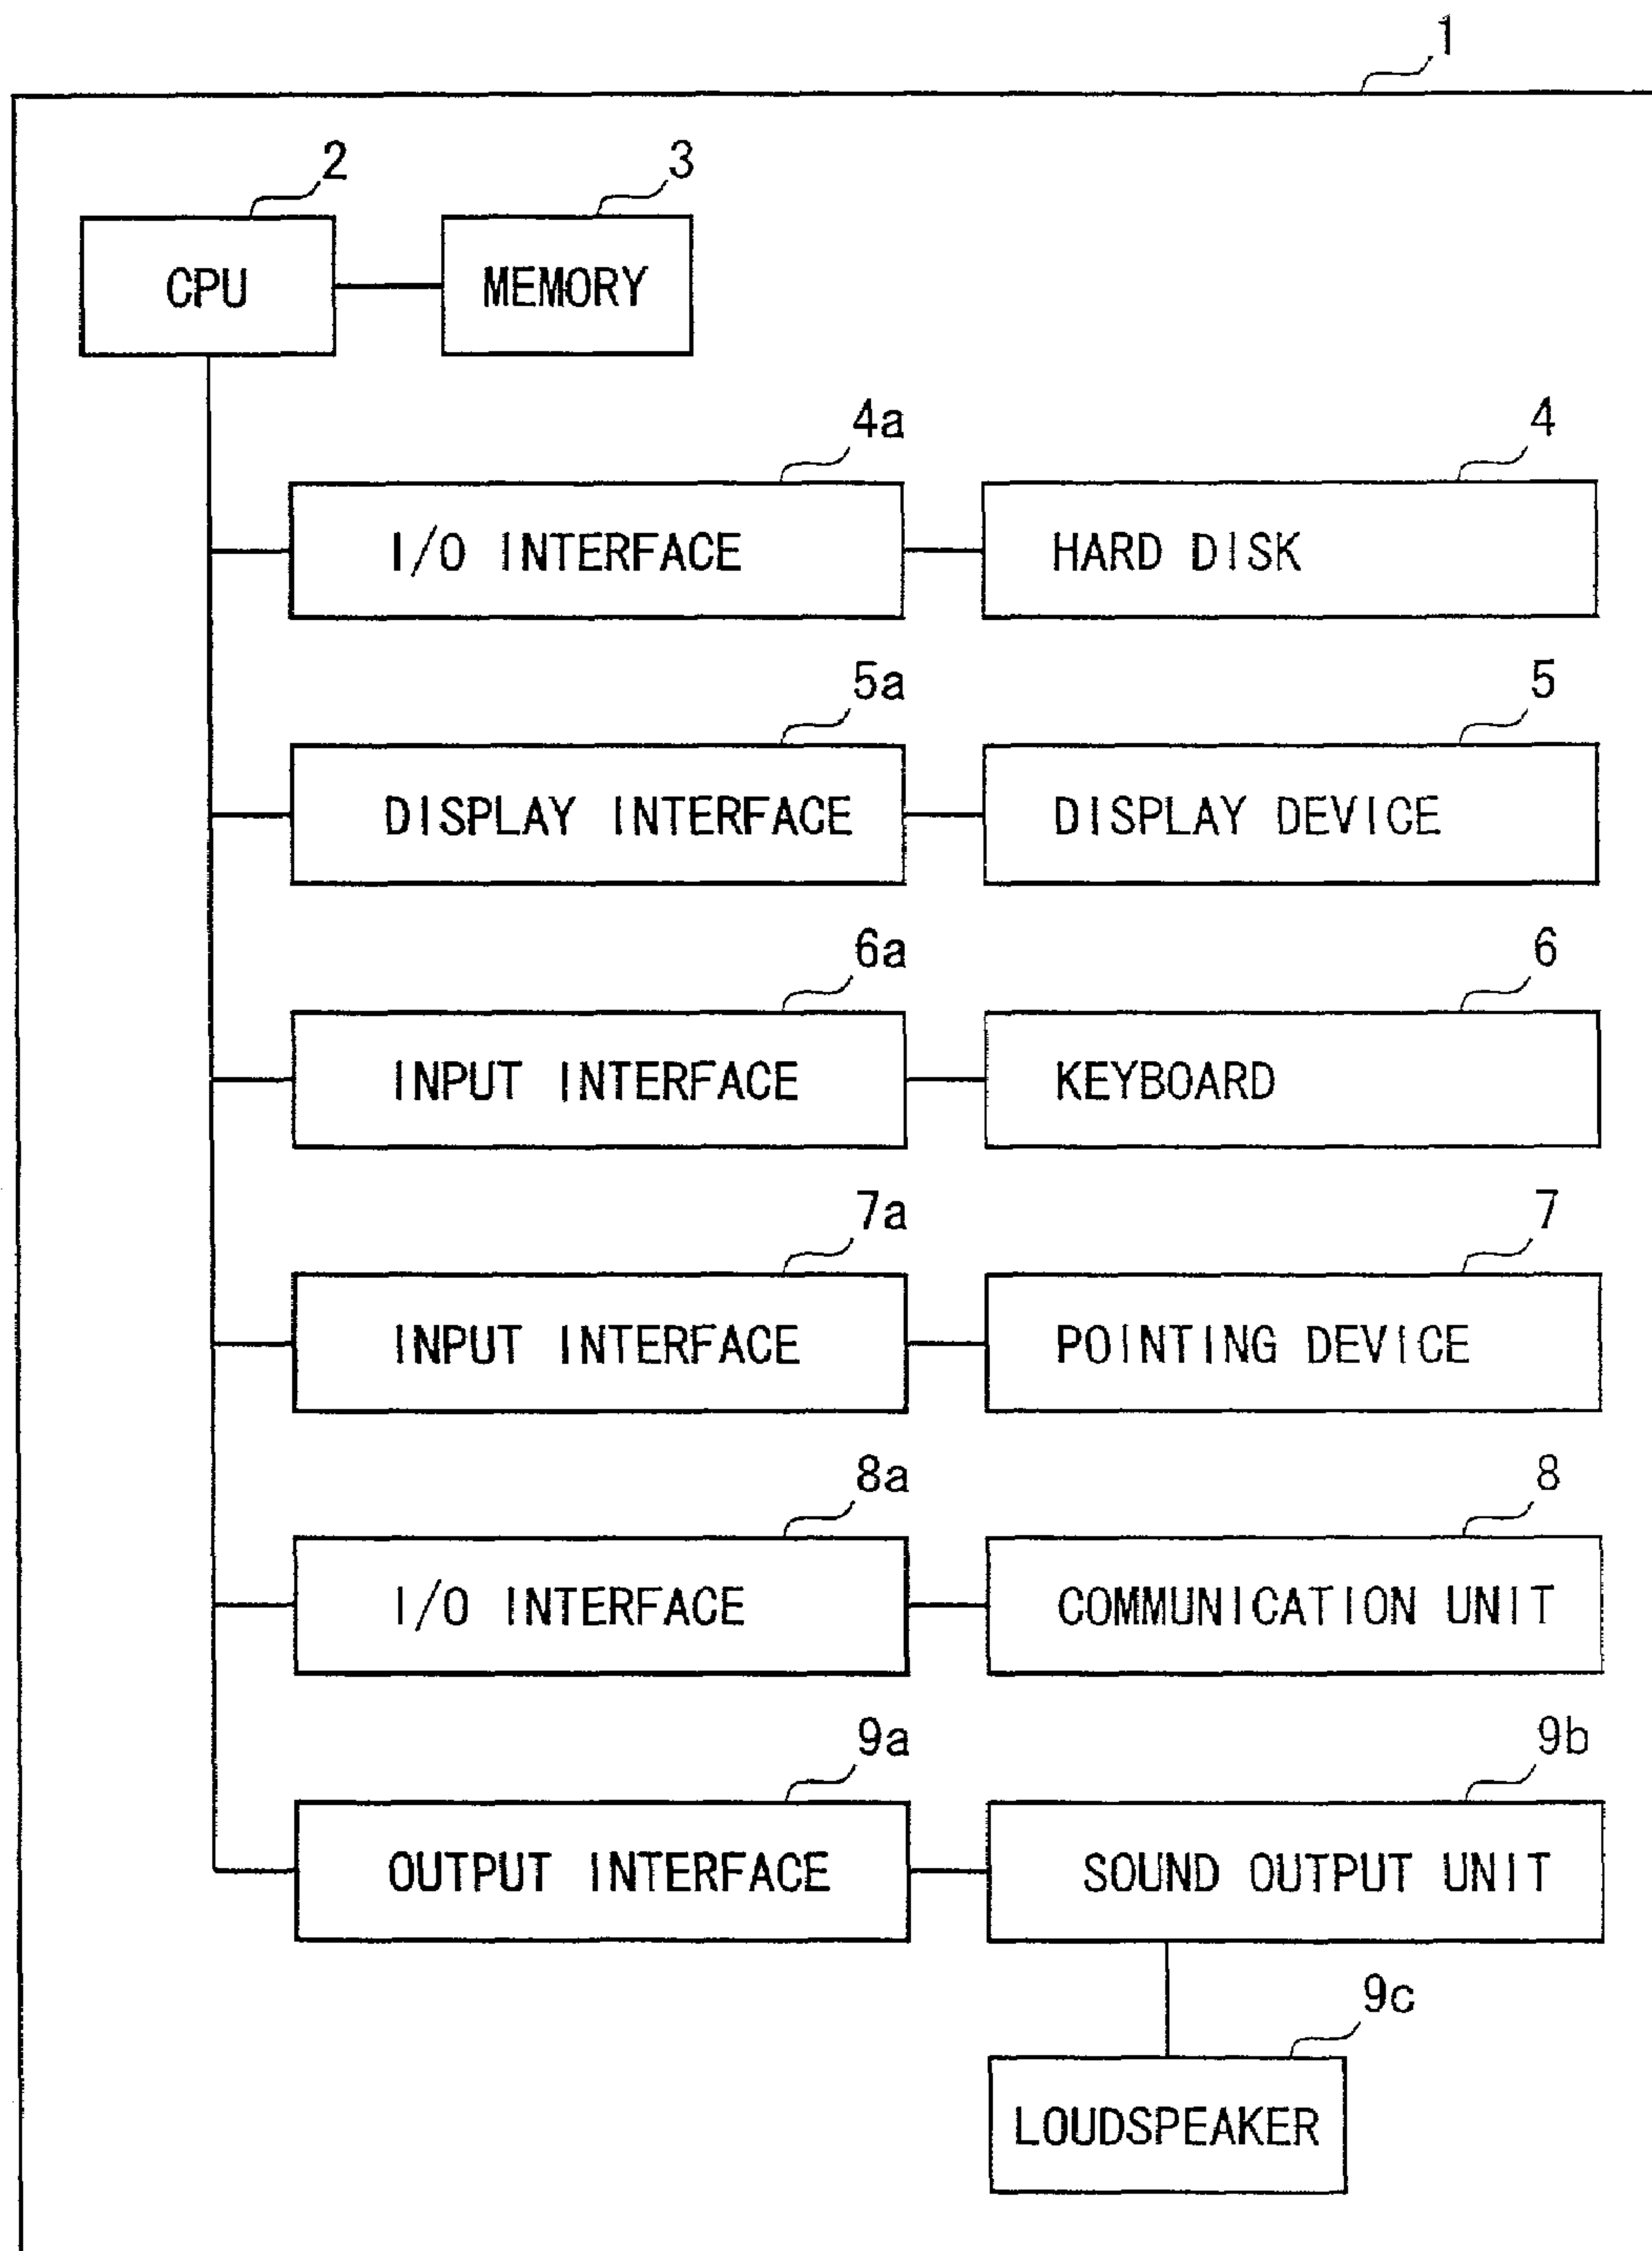 1
2 3
CPU MEMORY
4a 4
I/O INTERFACE HARD DISK
5a 5
DISPLAY INTERFACE DISPLAY DEVICE
6a 6
INPUT INTERFACE KEYBOARD
7a 7
INPUT INTERFACE POINTING DEVICE
8a 8
I/O INTERFACE COMMUNICATION UNIT
9a 9b
OUTPUT INTERFACE SOUND OUTPUT UNIT
9c
LOUDSPEAKER